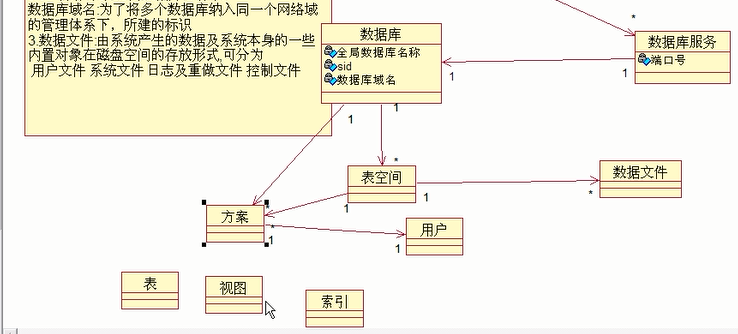 数据库域名:为了将多个数据库纳入同一个网络域
的管理体系下，所建的标识
3.数据文件:由系统产生的数据及系统本身的一些
内置对象在磁盘空间的存放形式,可分为
用户文件 系统文件 日志及重做文件 控制文件
数据库
全局数据库名称
sid
数据库域名
*
数据库服务
端口号
1
1
1
1
*
表空间
1
1
数据文件
*
方案
*
*
1
用户
1
表
视图
索引